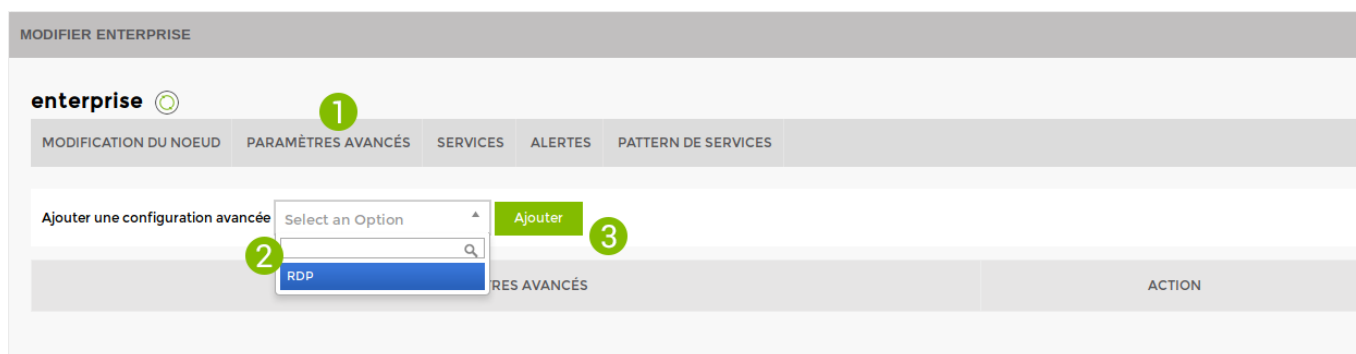 MODIFIER ENTERPRISE
enterprise
1
MODIFICATION DU NOEUD PARAMÈTRES AVANCÉS SERVICES ALERTES PATTERN DE SERVICES
Ajouter une configuration avancée Select an Option Ajouter
3
2
RDP
TRES AVANCÉS ACTION